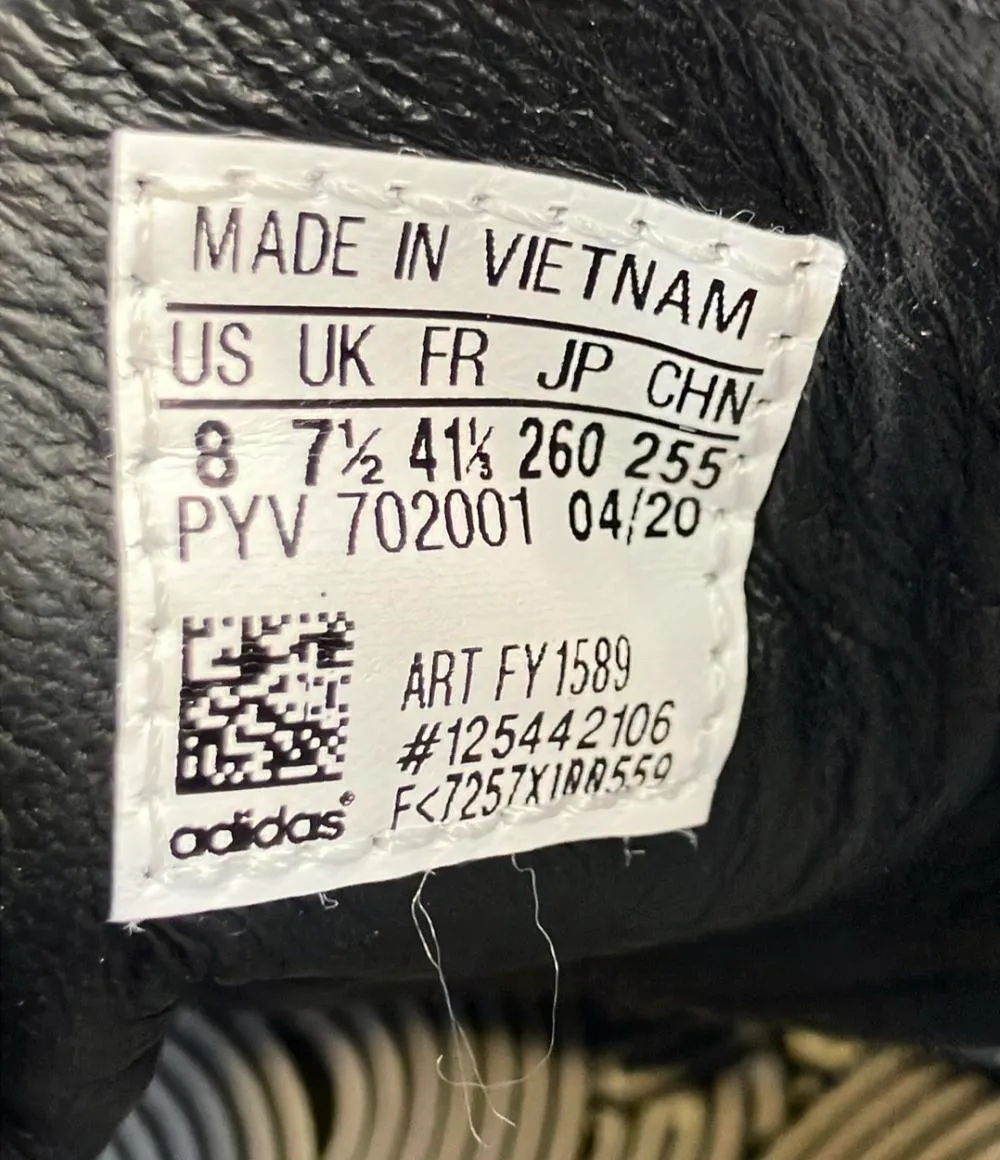 MADE IN VIETNAM
US UK FR JP CHN
8 7½ 41⅓ 260 255
PYV 702001 04/20
ART FY1589
#125442106
F<7257X100559
adidas®